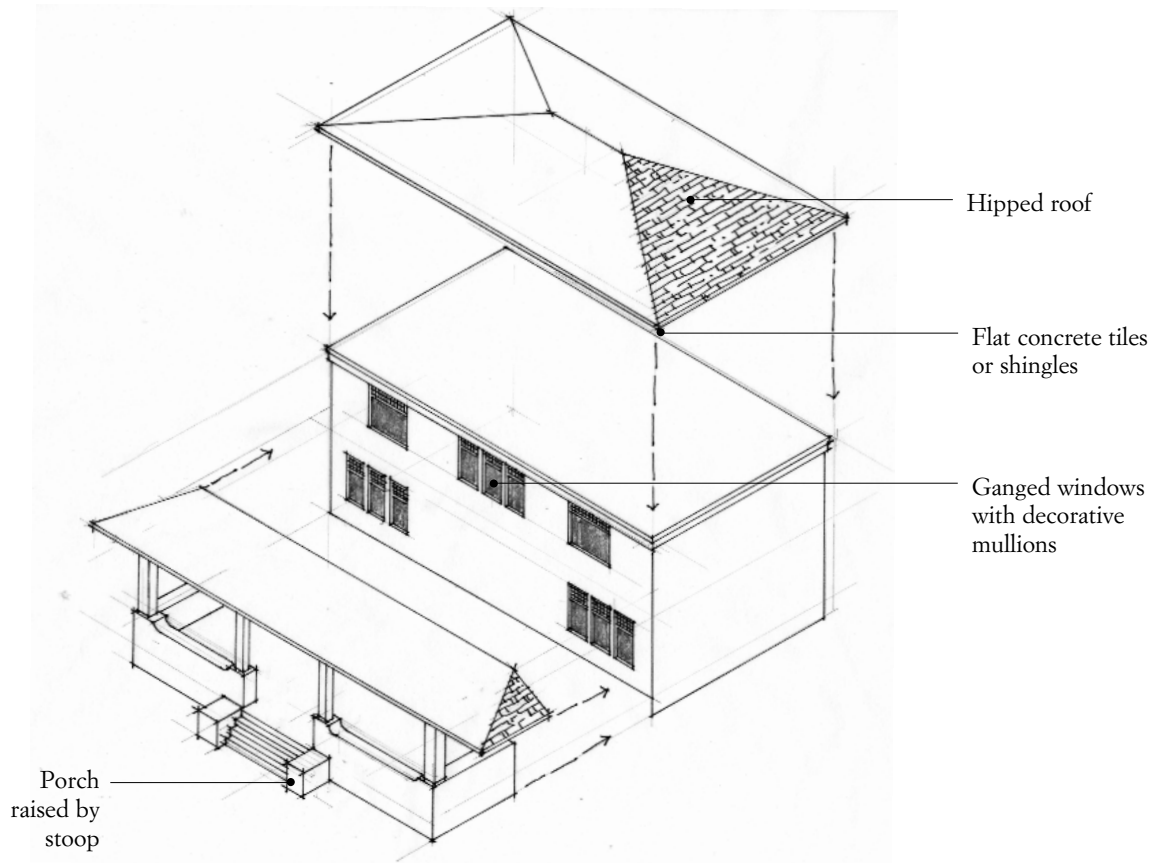 Hipped roof
Flat concrete tiles
or shingles
Ganged windows
with decorative
mullions
Porch
raised by
stoop